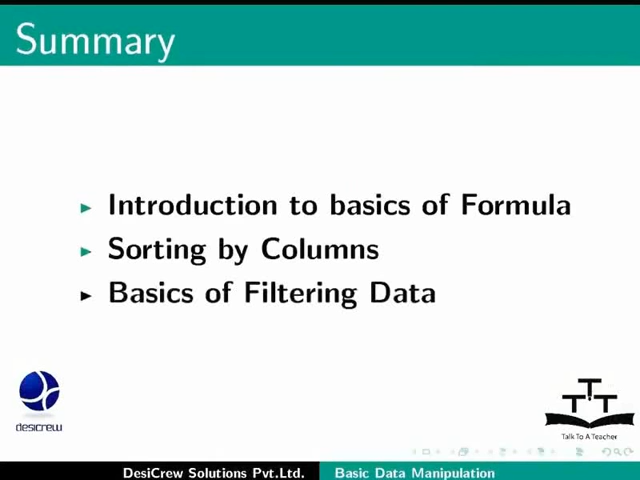 Summary
Introduction to basics of Formula
Sorting by Columns
Basics of Filtering Data
desicrew
TTT
Talk To A Teacher
DesiCrew Solutions Pvt.Ltd.
Basic Data Manipulation